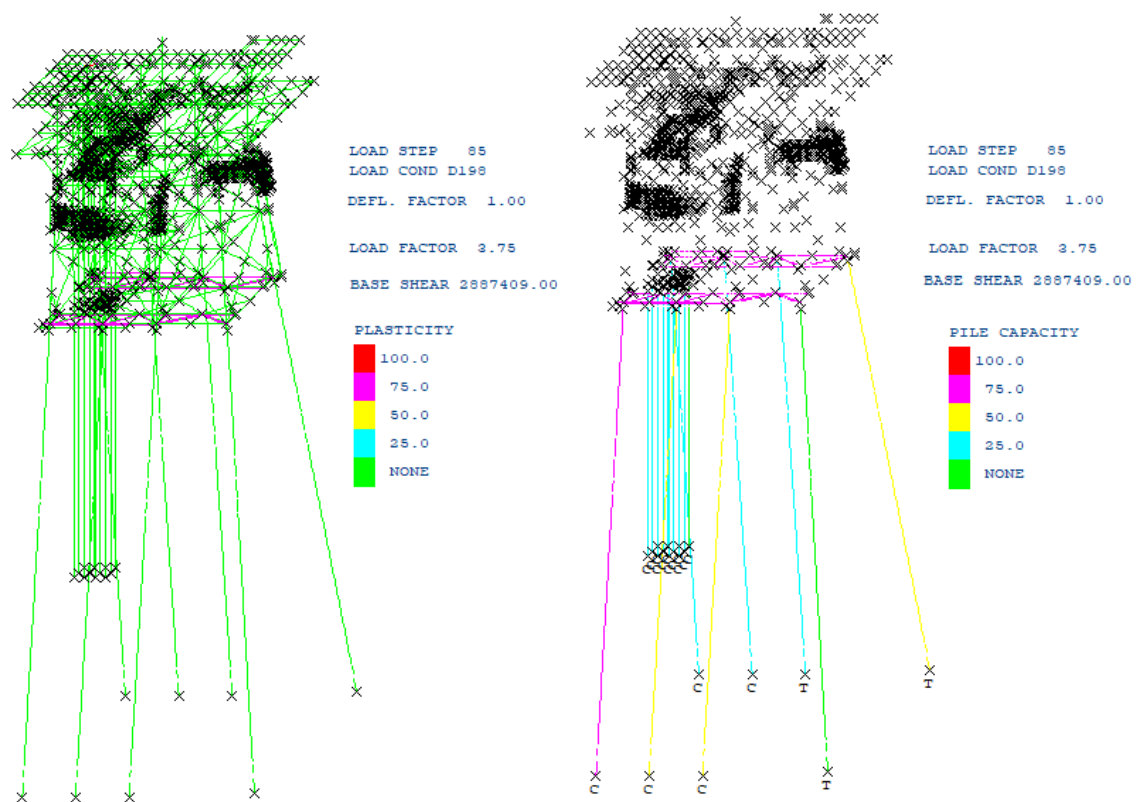 LOAD STEP 85
LOAD COND D198
DEFL. FACTOR 1.00
LOAD FACTOR 3.75
BASE SHEAR 2887409.00
PLASTICITY
100.0
75.0
50.0
25.0
NONE
LOAD STEP 85
LOAD COND D198
DEFL. FACTOR 1.00
LOAD FACTOR 3.75
BASE SHEAR 2887409.00
PILE CAPACITY
100.0
75.0
50.0
25.0
NONE
C C T T
C C C T